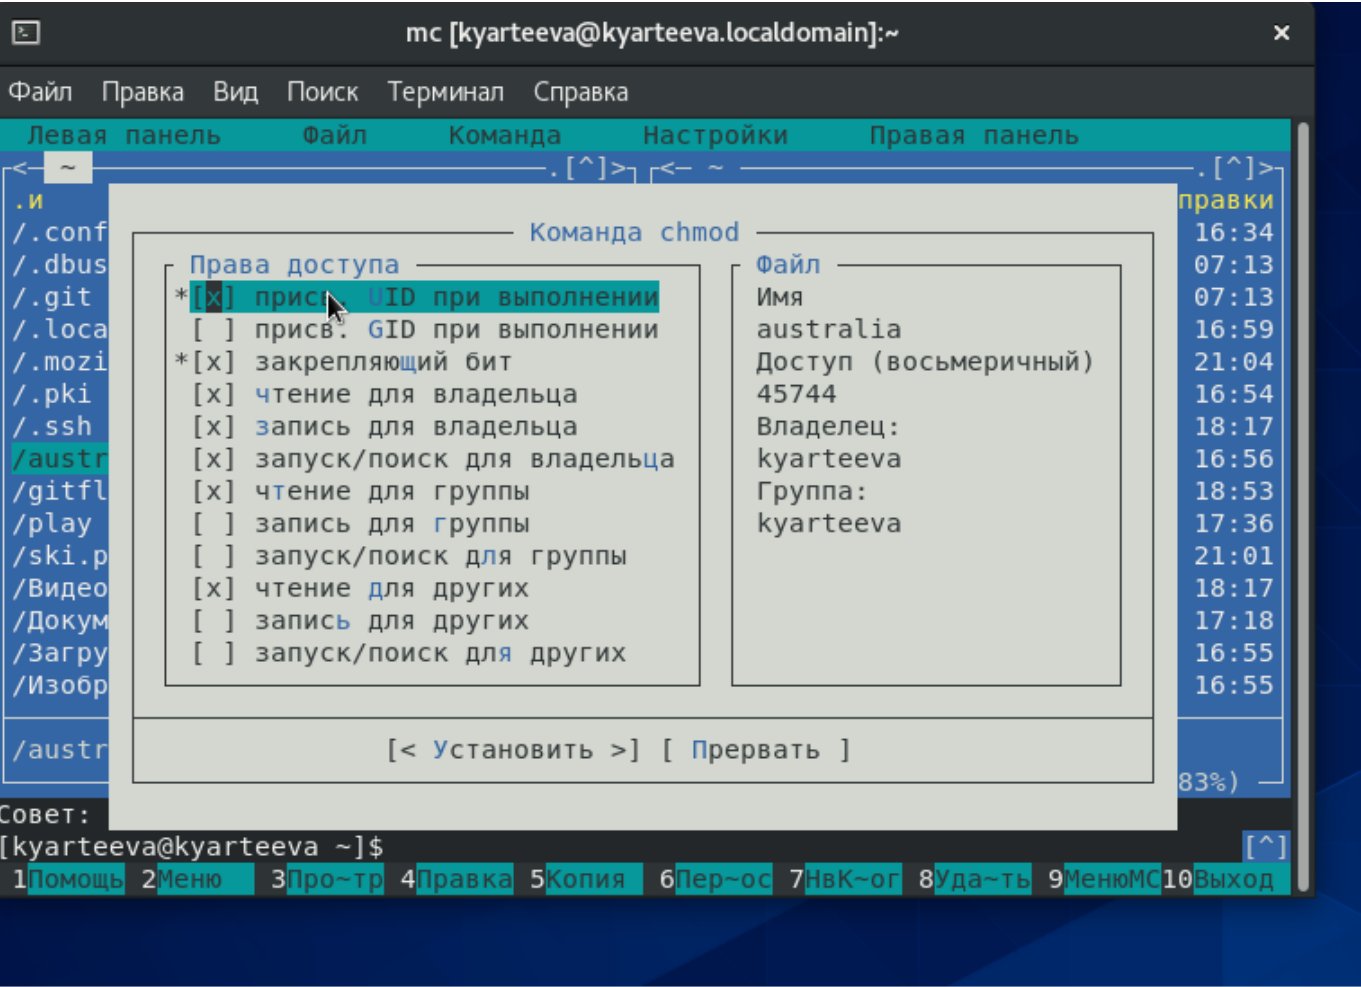 mc [kyarteeva@kyarteeva.localdomain]:~ ×
Файл Правка Вид Поиск Терминал Справка
Левая панель Файл Команда Настройки Правая панель
<— ~ .[^]> <— ~ .[^]>
.и правки
/.conf 16:34
/.dbus 07:13
/.git 07:13
/.loca 16:59
/.mozi 21:04
/.pki 16:54
/.ssh 18:17
/austr 16:56
/gitfl 18:53
/play 17:36
/ski.p 21:01
/Видео 18:17
/Докум 17:18
/Загру 16:55
/Изобр 16:55
/austr
83%)
Команда chmod
Права доступа
*[x] присв. UID при выполнении
[ ] присв. GID при выполнении
*[x] закрепляющий бит
[x] чтение для владельца
[x] запись для владельца
[x] запуск/поиск для владельца
[x] чтение для группы
[ ] запись для группы
[ ] запуск/поиск для группы
[x] чтение для других
[ ] запись для других
[ ] запуск/поиск для других
Файл
Имя
australia
Доступ (восьмеричный)
45744
Владелец:
kyarteeva
Группа:
kyarteeva
[< Установить >] [ Прервать ]
Совет:
[kyarteeva@kyarteeva ~]$ [^]
1Помощь 2Меню 3Про~тр 4Правка 5Копия 6Пер~ос 7НвК~ог 8Уда~ть 9МенюМС 10Выход